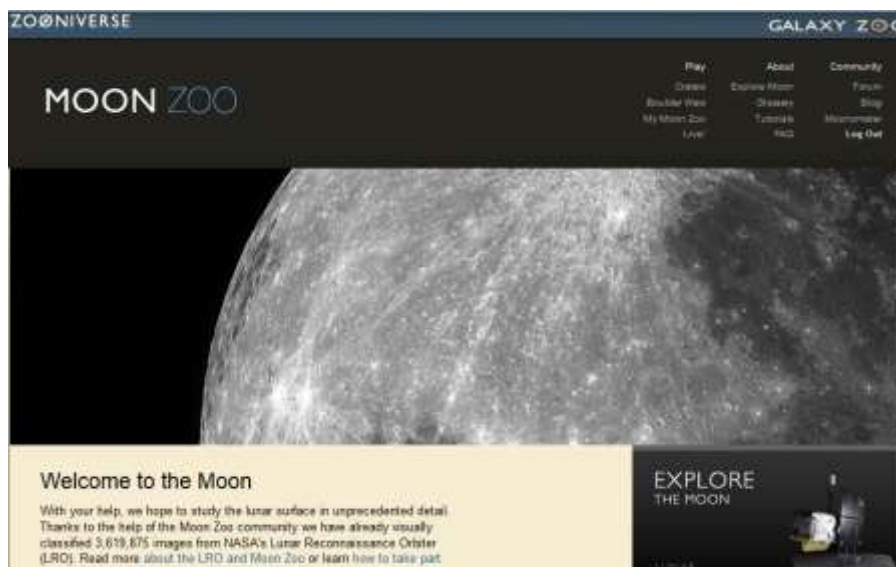 ZOØNIVERSE
GALAXY ZOO
MOON ZOO
Play
Craters
Boulder Wars
My Moon Zoo
Live!
About
Explore Moon
Glossary
Tutorials
FAQ
Community
Forum
Blog
Moonometer
Log Out
Welcome to the Moon
With your help, we hope to study the lunar surface in unprecedented detail.
Thanks to the help of the Moon Zoo community we have already visually
classified 3,619,875 images from NASA's Lunar Reconnaissance Orbiter
(LRO). Read more about the LRO and Moon Zoo or learn how to take part
EXPLORE
THE MOON